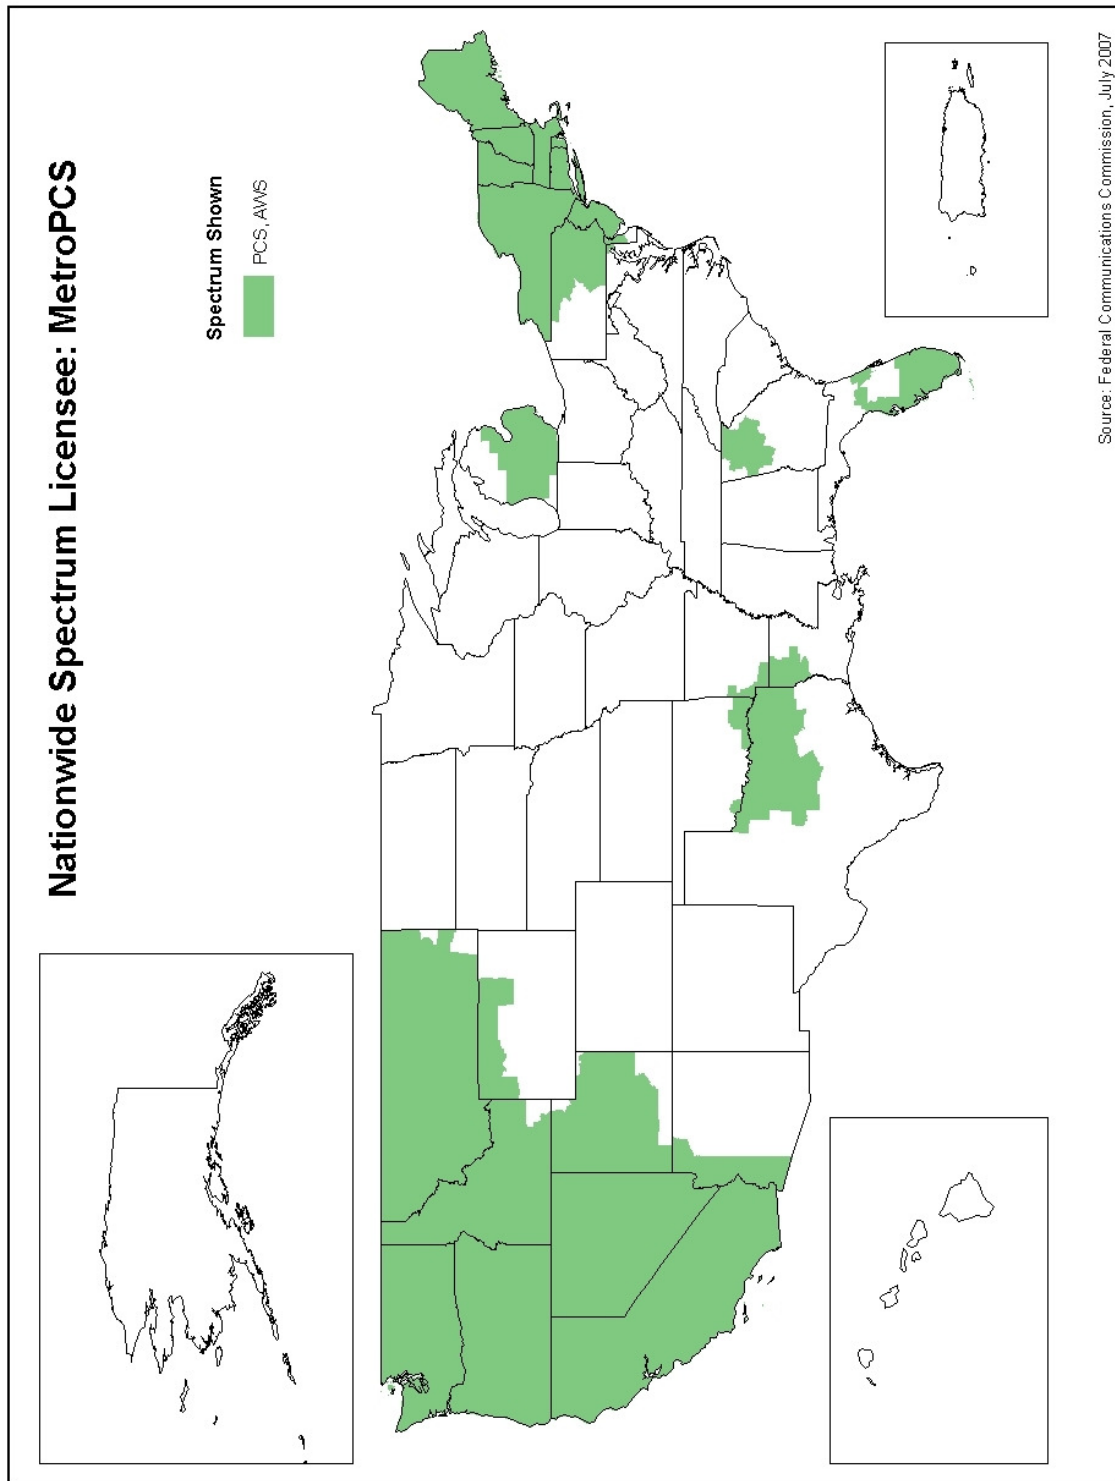 Nationwide Spectrum Licensee: MetroPCS
Spectrum Shown
PCS, AWS
Source: Federal Communications Commission, July 2007